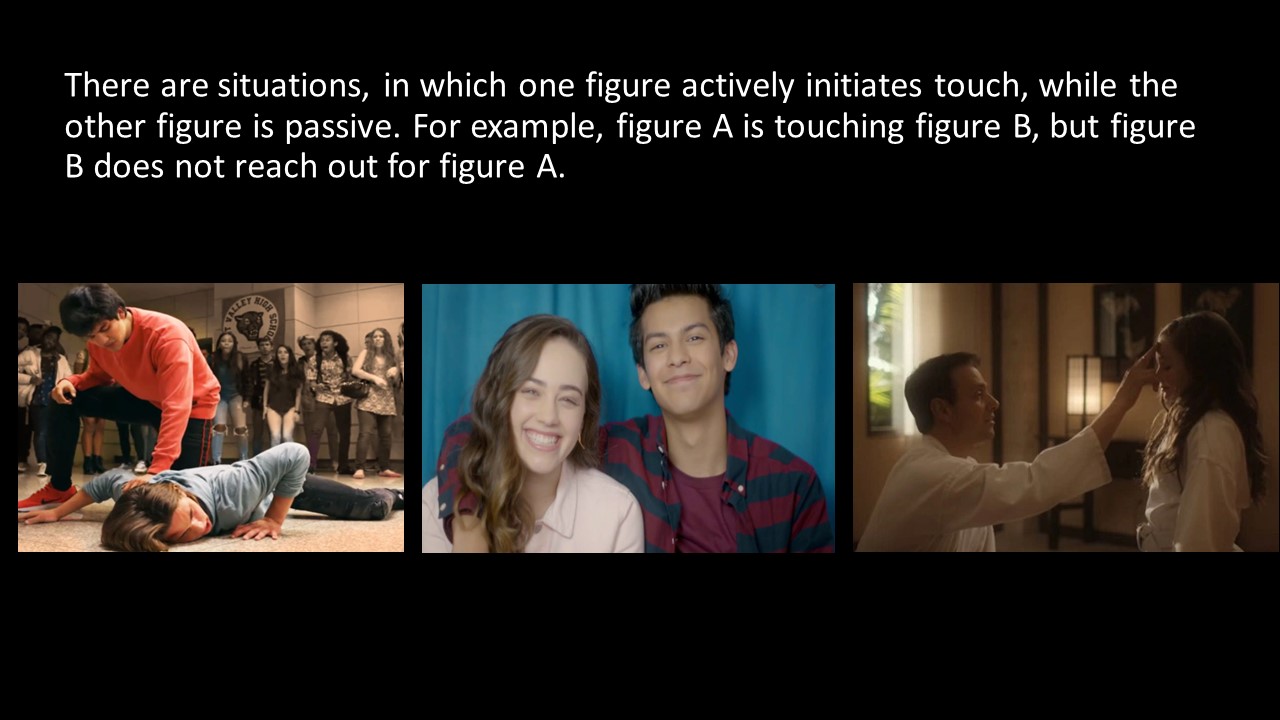 There are situations, in which one figure actively initiates touch, while the
other figure is passive. For example, figure A is touching figure B, but figure
B does not reach out for figure A.
VALLEY HIGH SCHOOL